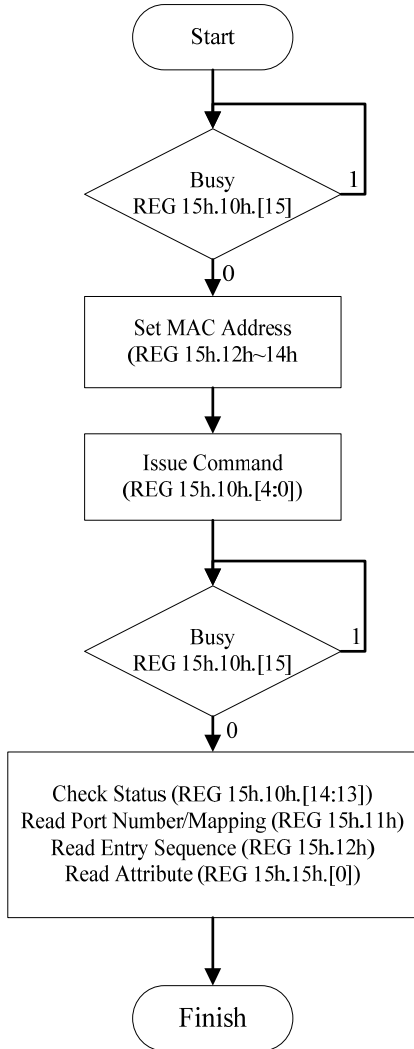 Start
Busy
REG 15h.10h.[15]
1
0
Set MAC Address
(REG 15h.12h~14h
Issue Command
(REG 15h.10h.[4:0])
Busy
REG 15h.10h.[15]
1
0
Check Status (REG 15h.10h.[14:13])
Read Port Number/Mapping (REG 15h.11h)
Read Entry Sequence (REG 15h.12h)
Read Attribute (REG 15h.15h.[0])
Finish